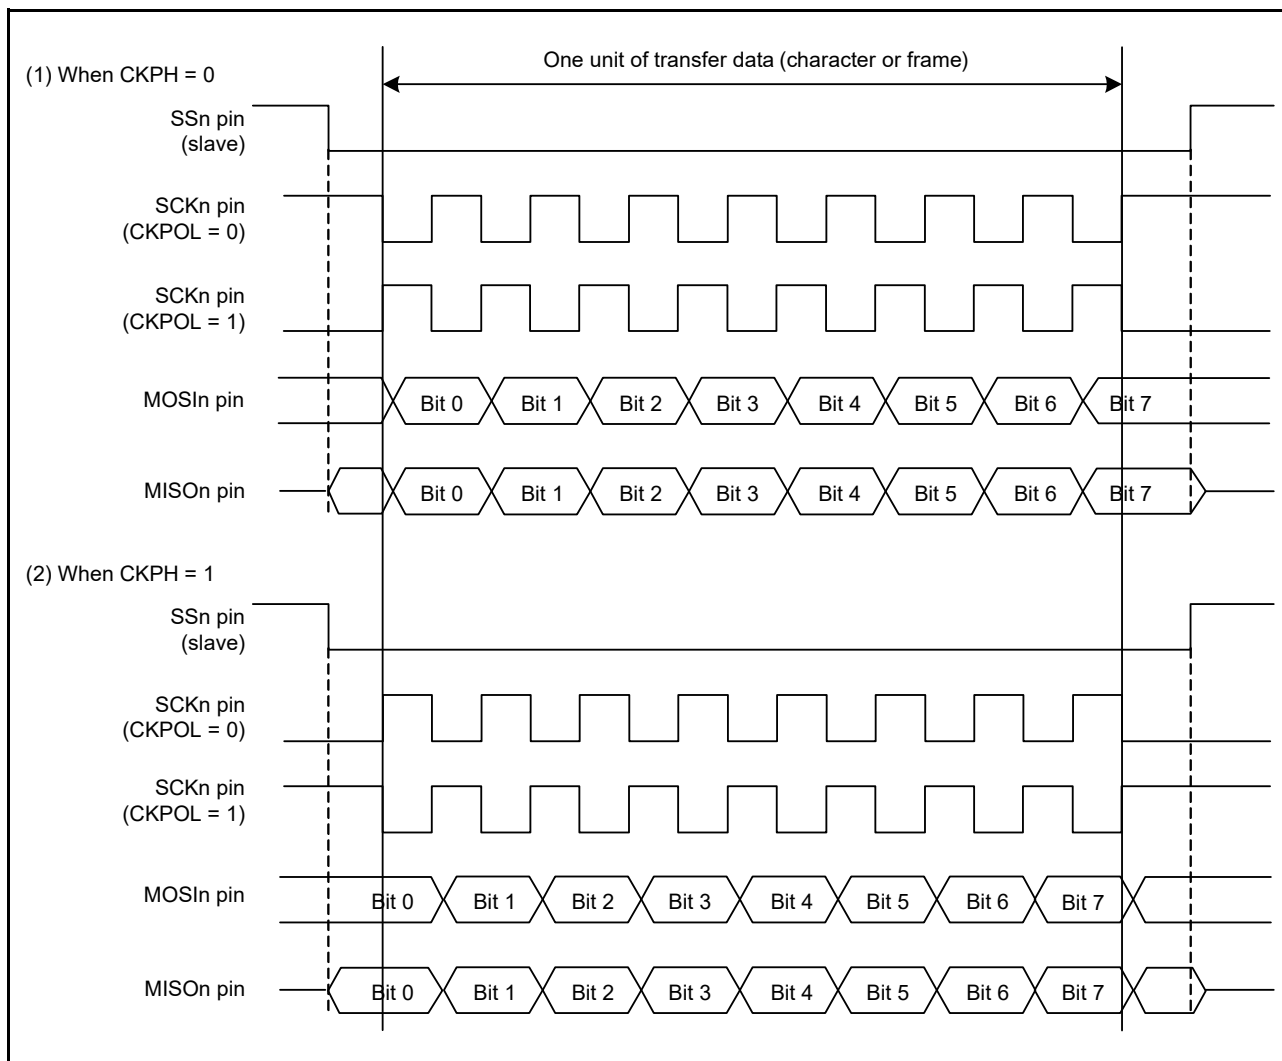 One unit of transfer data (character or frame)
(1) When CKPH = 0
SSn pin
(slave)
SCKn pin
(CKPOL = 0)
SCKn pin
(CKPOL = 1)
MOSIn pin
Bit 0 Bit 1 Bit 2 Bit 3 Bit 4 Bit 5 Bit 6 Bit 7
MISOn pin
Bit 0 Bit 1 Bit 2 Bit 3 Bit 4 Bit 5 Bit 6 Bit 7
(2) When CKPH = 1
SSn pin
(slave)
SCKn pin
(CKPOL = 0)
SCKn pin
(CKPOL = 1)
MOSIn pin
Bit 0 Bit 1 Bit 2 Bit 3 Bit 4 Bit 5 Bit 6 Bit 7
MISOn pin
Bit 0 Bit 1 Bit 2 Bit 3 Bit 4 Bit 5 Bit 6 Bit 7